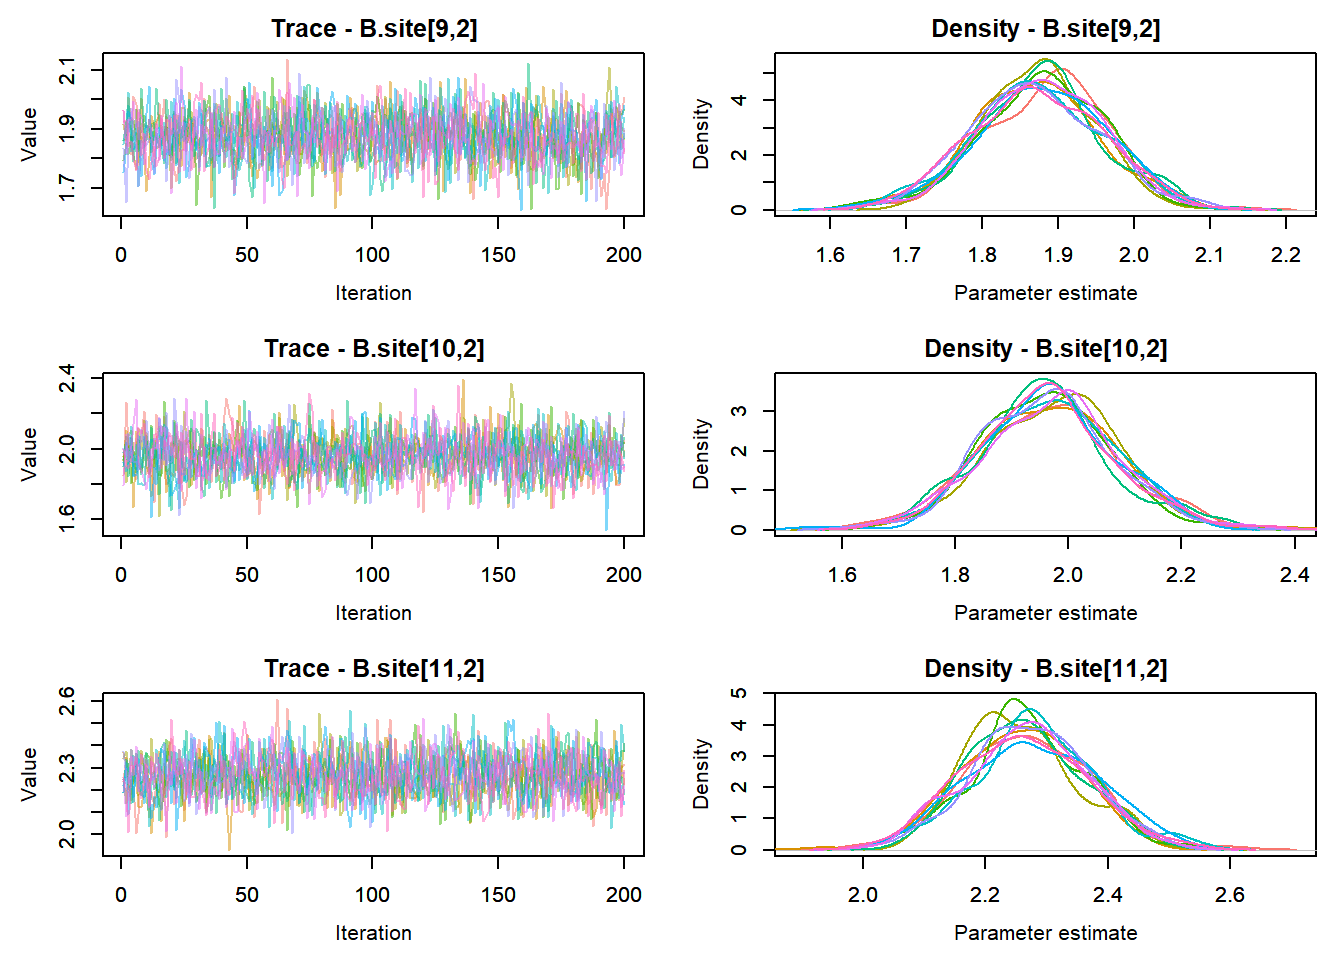 Trace - B.site[9,2]
Value
1.7 1.9 2.1
0 50 100 150 200
Iteration
Density - B.site[9,2]
Density
0 2 4
1.6 1.7 1.8 1.9 2.0 2.1 2.2
Parameter estimate
Trace - B.site[10,2]
Value
1.6 2.0 2.4
0 50 100 150 200
Iteration
Density - B.site[10,2]
Density
0 1 2 3
1.6 1.8 2.0 2.2 2.4
Parameter estimate
Trace - B.site[11,2]
Value
2.0 2.3 2.6
0 50 100 150 200
Iteration
Density - B.site[11,2]
Density
0 1 2 3 4 5
2.0 2.2 2.4 2.6
Parameter estimate